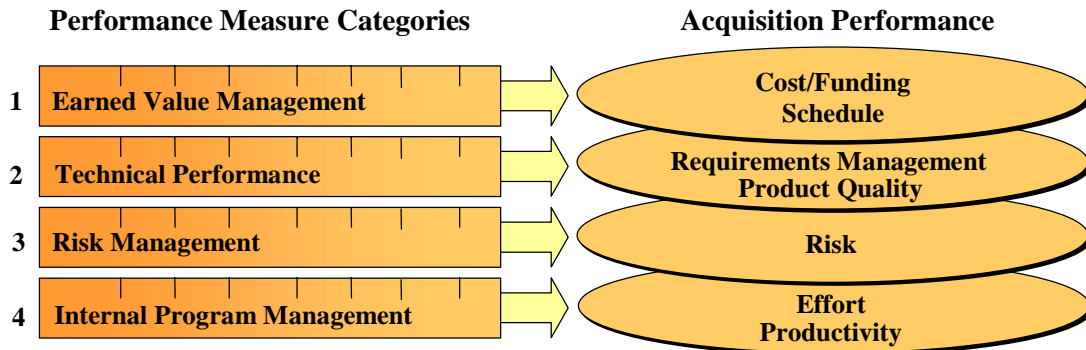 Performance Measure Categories
Acquisition Performance
1 Earned Value Management
Cost/Funding
Schedule
2 Technical Performance
Requirements Management
Product Quality
3 Risk Management
Risk
4 Internal Program Management
Effort
Productivity